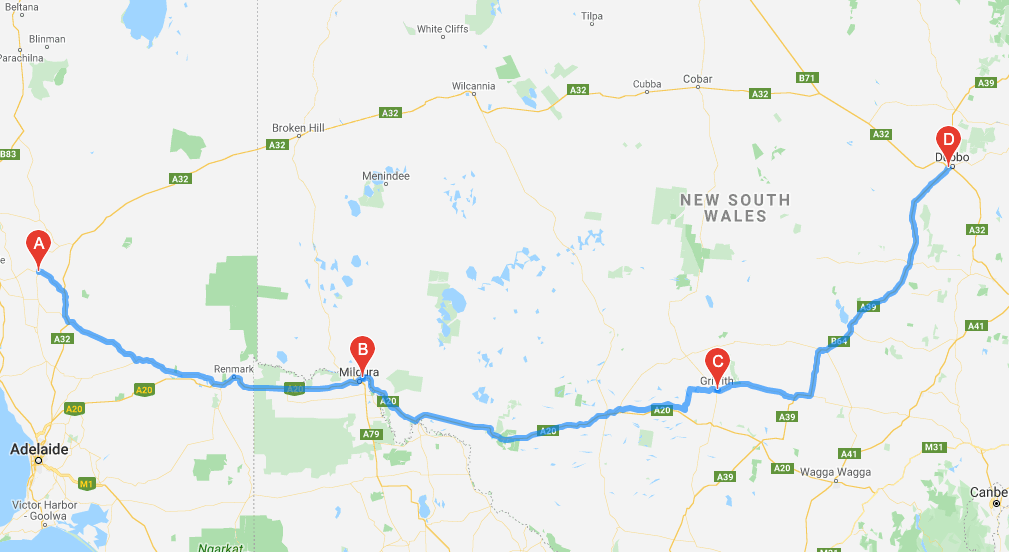 Beltana
Tilpa
White Cliffs
Blinman
Parachilna
B71
Cobar
A39
Wilcannia
Cubba
A32
A32
A32
Broken Hill
A32
D
B83
A32
Menindee
A32
NEW SOUTH
WALES
A32
A
A39
A41
A32
B64
B
C
Renmark
Mildura
Griffith
A20
A20
A20
A20
A20
A39
A79
A20
Adelaide
A41
M31
A39
A20
Wagga Wagga
M1
Victor Harbor
- Goolwa
Canbe
Ngarkat
M31